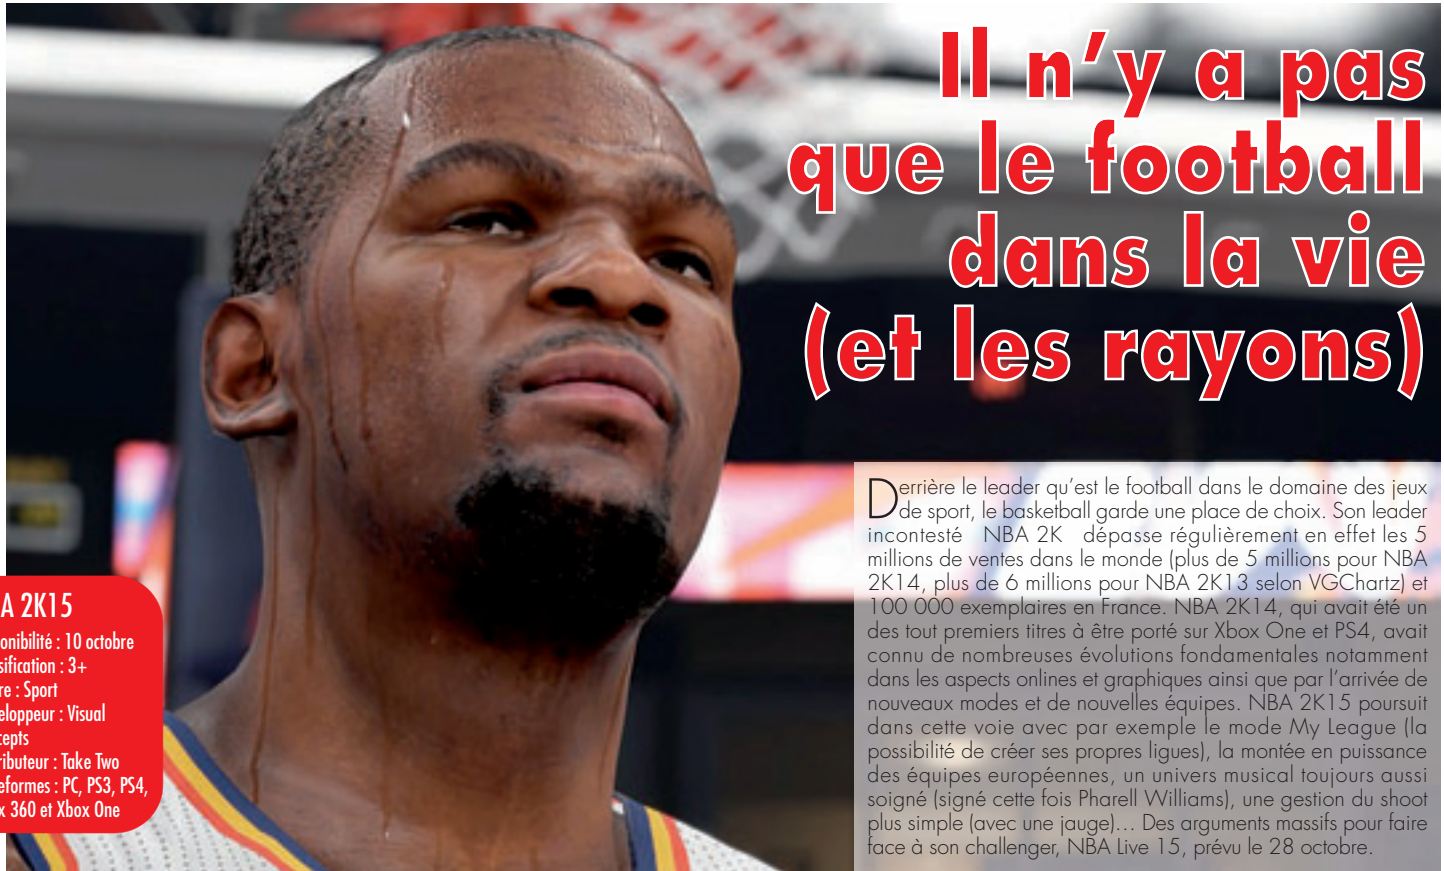 Il n’y a pas
que le football
dans la vie
(et les rayons)
Derrière le leader qu’est le football dans le domaine des jeux
de sport, le basketball garde une place de choix. Son leader
incontesté NBA 2K dépasse régulièrement en effet les 5
millions de ventes dans le monde (plus de 5 millions pour NBA
2K14, plus de 6 millions pour NBA 2K13 selon VGChartz) et
100 000 exemplaires en France. NBA 2K14, qui avait été un
des tout premiers titres à être porté sur Xbox One et PS4, avait
connu de nombreuses évolutions fondamentales notamment
dans les aspects onlines et graphiques ainsi que par l’arrivée de
nouveaux modes et de nouvelles équipes. NBA 2K15 poursuit
dans cette voie avec par exemple le mode My League (la
possibilité de créer ses propres ligues), la montée en puissance
des équipes européennes, un univers musical toujours aussi
soigné (signé cette fois Pharell Williams), une gestion du shoot
plus simple (avec une jauge)... Des arguments massifs pour faire
face à son challenger, NBA Live 15, prévu le 28 octobre.
A 2K15
onibilité : 10 octobre
sification : 3+
re : Sport
eloppeur : Visual
cepts
ributeur : Take Two
eformes : PC, PS3, PS4,
x 360 et Xbox One